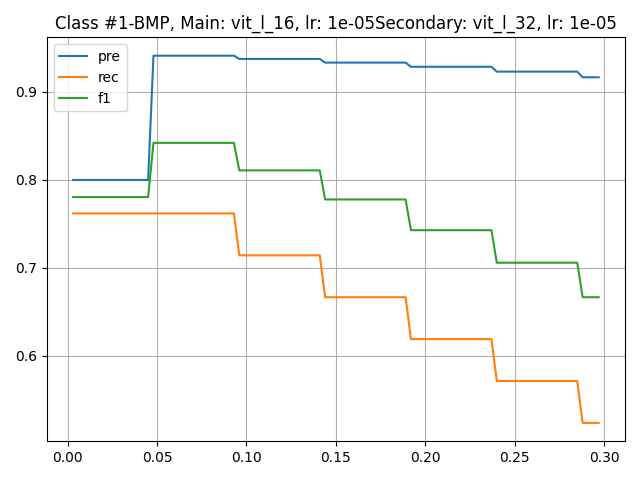 Class #1-BMP, Main: vit_l_16, lr: 1e-05Secondary: vit_l_32, lr: 1e-05
pre
rec
f1
0.9
0.8
0.7
0.6
0.00 0.05 0.10 0.15 0.20 0.25 0.30